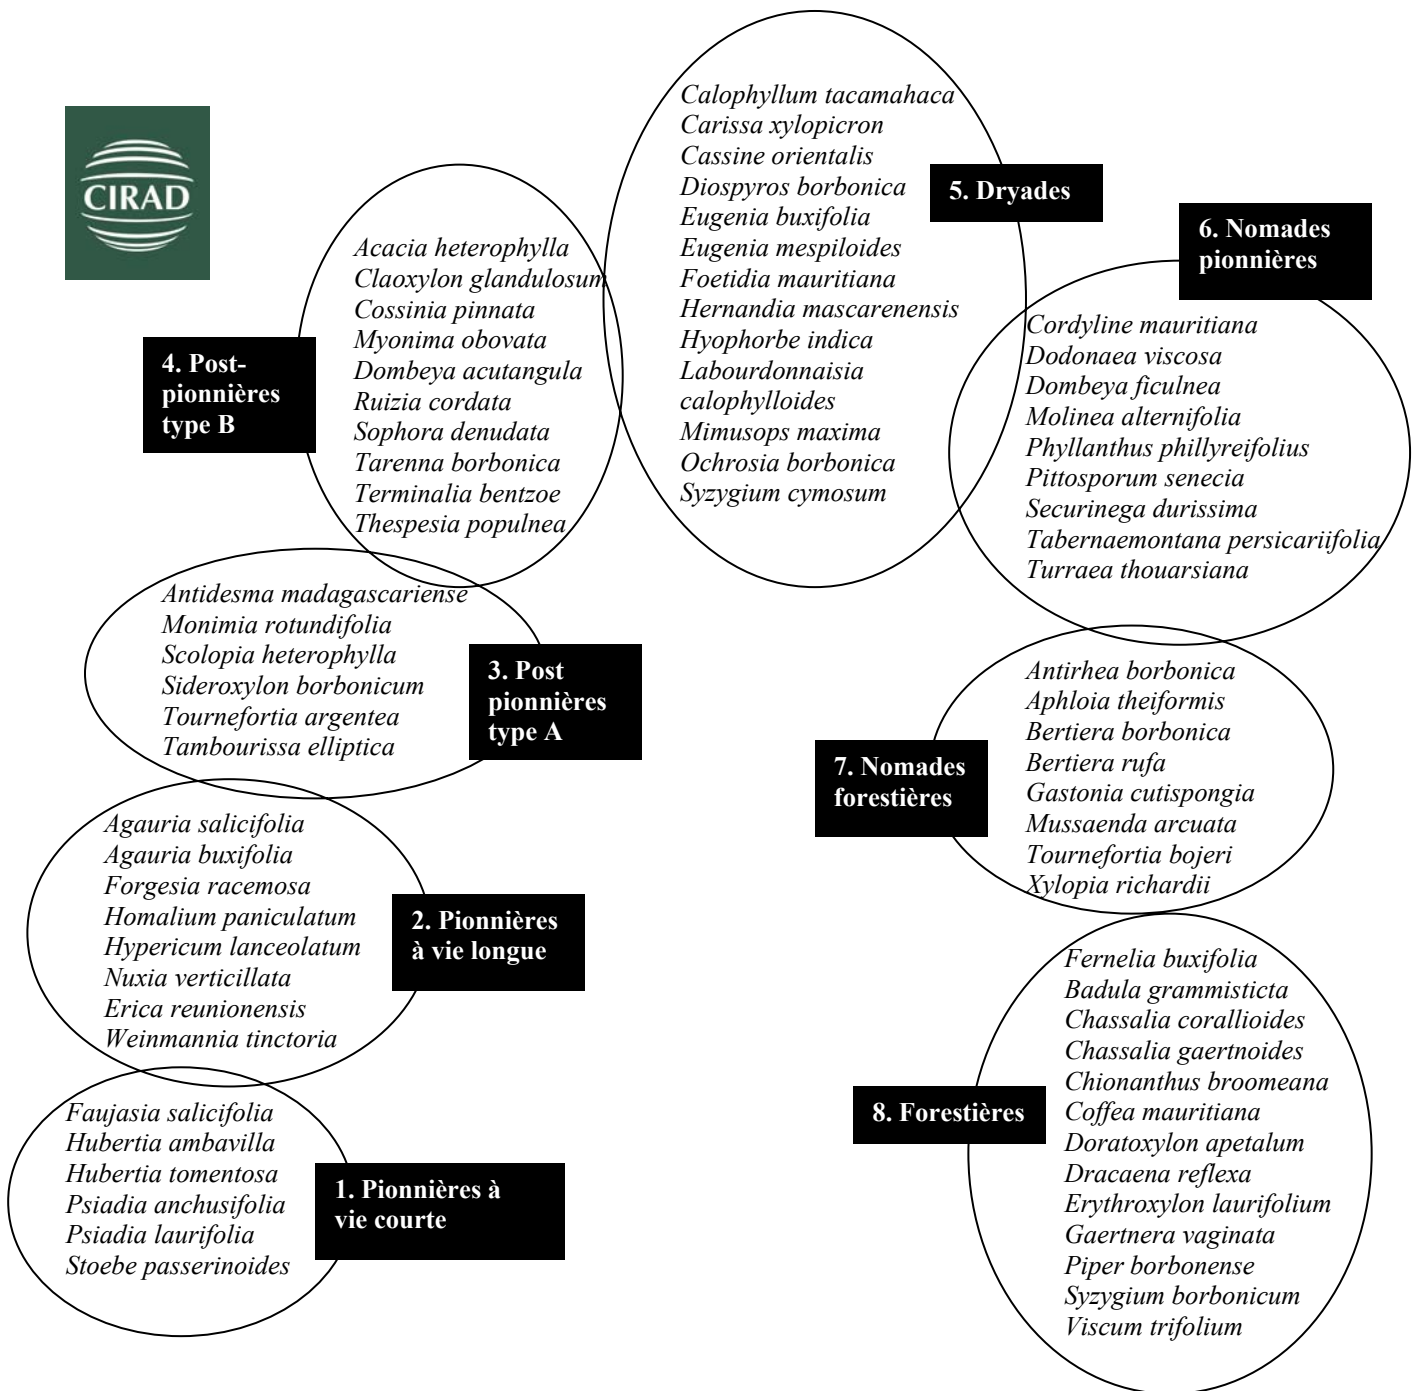 CIRAD
Calophyllum tacamahaca
Carissa xylopicron
Cassine orientalis
Diospyros borbonica
Eugenia buxifolia
Eugenia mespiloides
Foetidia mauritiana
Hernandia mascarenensis
Hyophorbe indica
Labourdonnaisia
calophylloides
Mimusops maxima
Ochrosia borbonica
Syzygium cymosum
5. Dryades
6. Nomades
pionnières
Acacia heterophylla
Claoxylon glandulosum
Cossinia pinnata
Myonima obovata
Dombeya acutangula
Ruizia cordata
Sophora denudata
Tarenna borbonica
Terminalia bentzoe
Thespesia populnea
4. Post-
pionnières
type B
Cordyline mauritiana
Dodonaea viscosa
Dombeya ficulnea
Molinea alternifolia
Phyllanthus phillyreifolius
Pittosporum senecia
Securinega durissima
Tabernaemontana persicariifolia
Turraea thouarsiana
Antidesma madagascariense
Monimia rotundifolia
Scolopia heterophylla
Sideroxylon borbonicum
Tournefortia argentea
Tambourissa elliptica
3. Post
pionnières
type A
Antirhea borbonica
Aphloia theiformis
Bertiera borbonica
Bertiera rufa
Gastonia cutispongia
Mussaenda arcuata
Tournefortia bojeri
Xylopia richardii
7. Nomades
forestières
Agauria salicifolia
Agauria buxifolia
Forgesia racemosa
Homalium paniculatum
Hypericum lanceolatum
Nuxia verticillata
Erica reunionensis
Weinmannia tinctoria
2. Pionnières
à vie longue
Fernelia buxifolia
Badula grammisticta
Chassalia corallioides
Chassalia gaertnoides
Chionanthus broomeana
Coffea mauritiana
Doratoxylon apetalum
Dracaena reflexa
Erythroxylon laurifolium
Gaertnera vaginata
Piper borbonense
Syzygium borbonicum
Viscum trifolium
8. Forestières
Faujasia salicifolia
Hubertia ambavilla
Hubertia tomentosa
Psiadia anchusifolia
Psiadia laurifolia
Stoebe passerinoides
1. Pionnières à
vie courte